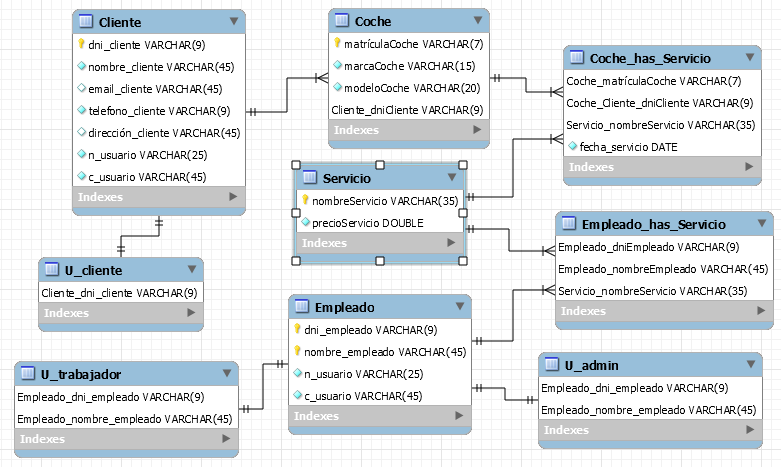 Cliente
dni_cliente VARCHAR(9)
nombre_cliente VARCHAR(45)
email_cliente VARCHAR(45)
telefono_cliente VARCHAR(9)
dirección_cliente VARCHAR(45)
n_usuario VARCHAR(25)
c_usuario VARCHAR(45)
Indexes
Coche
matrículaCoche VARCHAR(7)
marcaCoche VARCHAR(15)
modeloCoche VARCHAR(20)
Cliente_dniCliente VARCHAR(9)
Indexes
Coche_has_Servicio
Coche_matrículaCoche VARCHAR(7)
Coche_Cliente_dniCliente VARCHAR(9)
Servicio_nombreServicio VARCHAR(35)
fecha_servicio DATE
Indexes
Servicio
nombreServicio VARCHAR(35)
precioServicio DOUBLE
Indexes
Empleado_has_Servicio
Empleado_dniEmpleado VARCHAR(9)
Empleado_nombreEmpleado VARCHAR(45)
Servicio_nombreServicio VARCHAR(35)
Indexes
U_cliente
Cliente_dni_cliente VARCHAR(9)
Indexes
Empleado
dni_empleado VARCHAR(9)
nombre_empleado VARCHAR(45)
n_usuario VARCHAR(25)
c_usuario VARCHAR(45)
Indexes
U_trabajador
Empleado_dni_empleado VARCHAR(9)
Empleado_nombre_empleado VARCHAR(45)
Indexes
U_admin
Empleado_dni_empleado VARCHAR(9)
Empleado_nombre_empleado VARCHAR(45)
Indexes